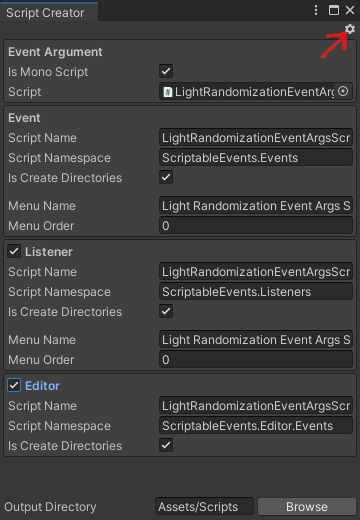 Script Creator
Event Argument
Is Mono Script
Script LightRandomizationEventArg
Event
Script Name LightRandomizationEventArgsScr
Script Namespace ScriptableEvents.Events
Is Create Directories
Menu Name Light Randomization Event Args S
Menu Order 0
Listener
Script Name LightRandomizationEventArgsScr
Script Namespace ScriptableEvents.Listeners
Is Create Directories
Menu Name Light Randomization Event Args S
Menu Order 0
Editor
Script Name LightRandomizationEventArgsScr
Script Namespace ScriptableEvents.Editor.Events
Is Create Directories
Output Directory Assets/Scripts Browse